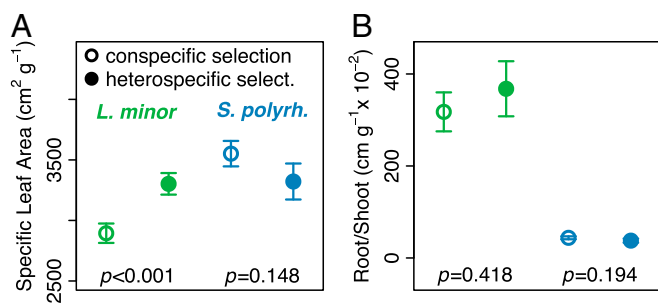 A
Specific Leaf Area (cm² g⁻¹)
2500
3500
conspecific selection
heterospecific select.
L. minor
S. polyrh.
p<0.001
p=0.148
B
Root/Shoot (cm g⁻¹x 10⁻²)
0
200
400
p=0.418
p=0.194